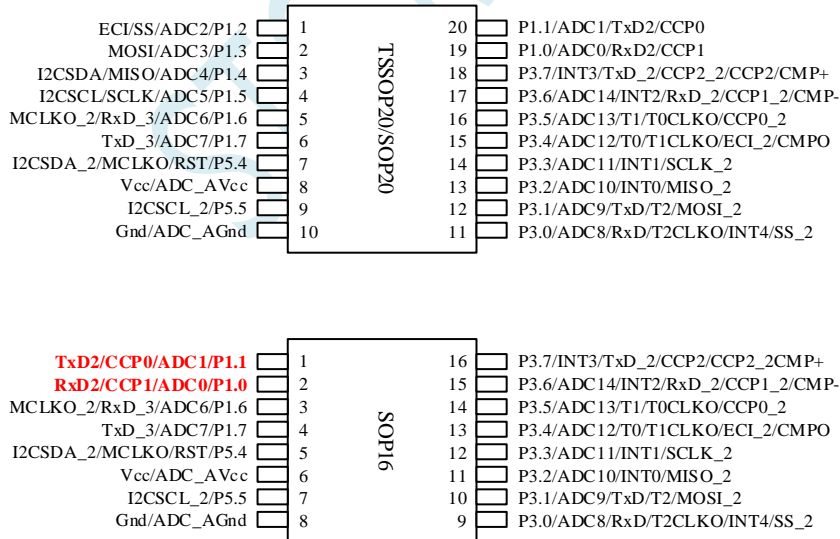 ECI/SS/ADC2/P1.2 1 20 P1.1/ADC1/TxD2/CCP0
MOSI/ADC3/P1.3 2 19 P1.0/ADC0/RxD2/CCP1
I2CSDA/MISO/ADC4/P1.4 3 18 P3.7/INT3/TxD_2/CCP2_2/CCP2/CMP+
I2CSCL/SCLK/ADC5/P1.5 4 17 P3.6/ADC14/INT2/RxD_2/CCP1_2/CMP-
MCLKO_2/RxD_3/ADC6/P1.6 5 16 P3.5/ADC13/T1/T0CLKO/CCP0_2
TxD_3/ADC7/P1.7 6 15 P3.4/ADC12/T0/T1CLKO/ECI_2/CMPO
I2CSDA_2/MCLKO/RST/P5.4 7 14 P3.3/ADC11/INT1/SCLK_2
Vcc/ADC_AVcc 8 13 P3.2/ADC10/INT0/MISO_2
I2CSCL_2/P5.5 9 12 P3.1/ADC9/TxD/T2/MOSI_2
Gnd/ADC_AGnd 10 11 P3.0/ADC8/RxD/T2CLKO/INT4/SS_2
TSSOP20/SOP20
TxD2/CCP0/ADC1/P1.1 1 16 P3.7/INT3/TxD_2/CCP2/CCP2_2CMP+
RxD2/CCP1/ADC0/P1.0 2 15 P3.6/ADC14/INT2/RxD_2/CCP1_2/CMP-
MCLKO_2/RxD_3/ADC6/P1.6 3 14 P3.5/ADC13/T1/T0CLKO/CCP0_2
TxD_3/ADC7/P1.7 4 13 P3.4/ADC12/T0/T1CLKO/ECI_2/CMPO
I2CSDA_2/MCLKO/RST/P5.4 5 12 P3.3/ADC11/INT1/SCLK_2
Vcc/ADC_AVcc 6 11 P3.2/ADC10/INT0/MISO_2
I2CSCL_2/P5.5 7 10 P3.1/ADC9/TxD/T2/MOSI_2
Gnd/ADC_AGnd 8 9 P3.0/ADC8/RxD/T2CLKO/INT4/SS_2
SOP16